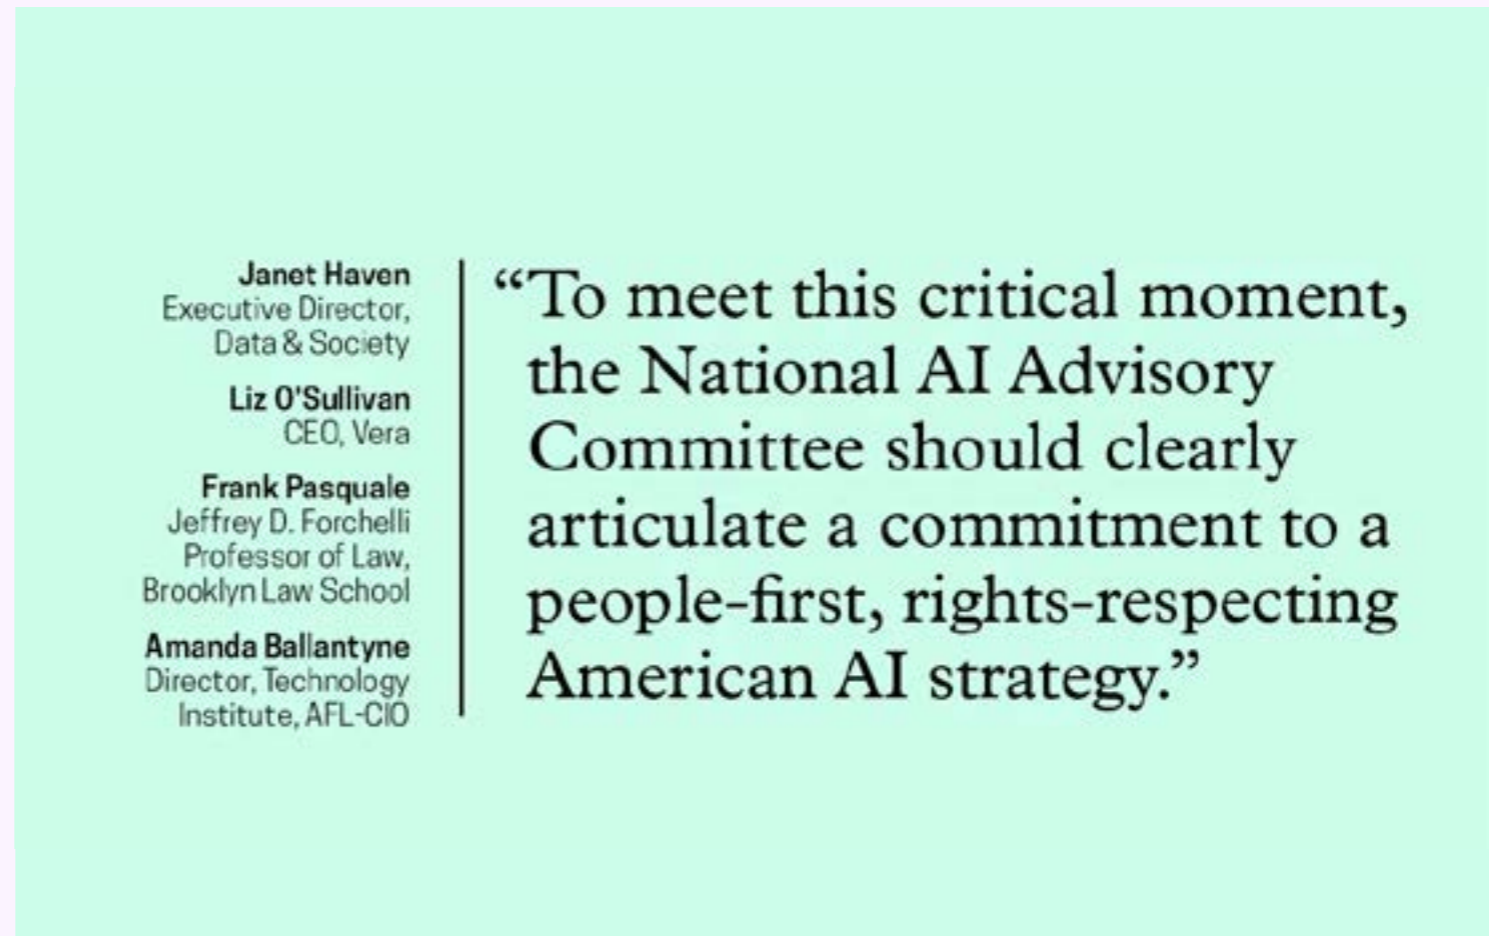 Janet Haven
Executive Director,
Data & Society
Liz O'Sullivan
CEO, Vera
Frank Pasquale
Jeffrey D. Forchelli
Professor of Law,
Brooklyn Law School
Amanda Ballantyne
Director, Technology
Institute, AFL-CIO
“To meet this critical moment,
the National AI Advisory
Committee should clearly
articulate a commitment to a
people-first, rights-respecting
American AI strategy.”